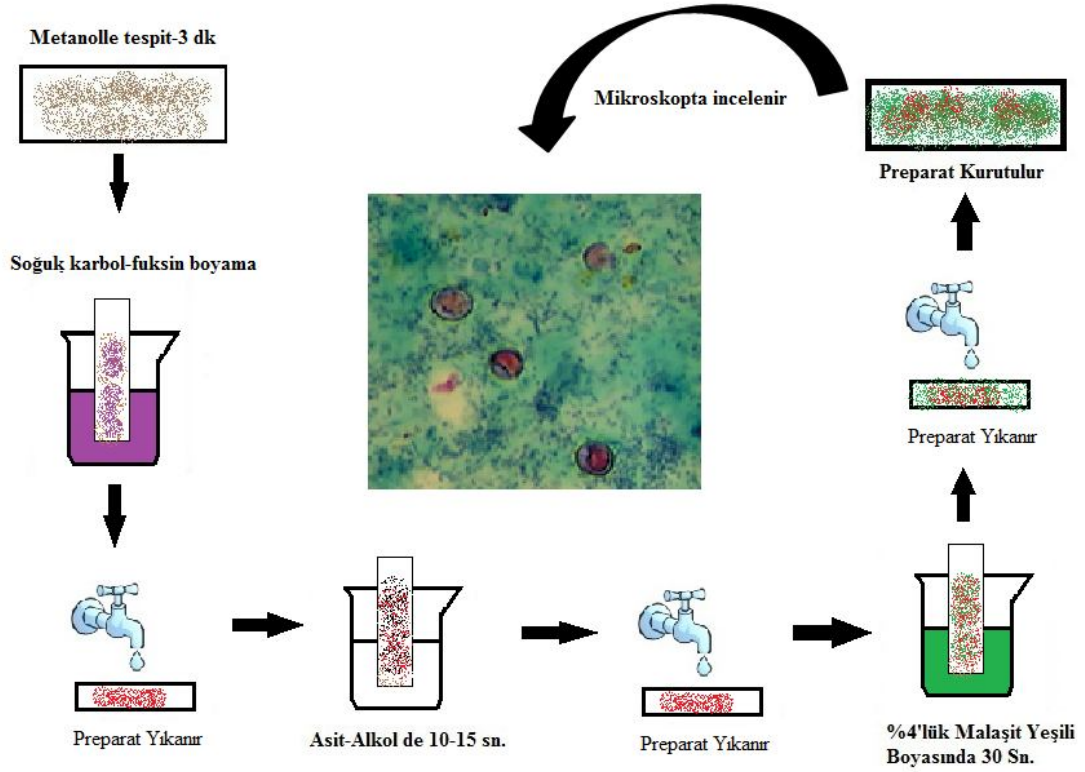 Metanolle tespit-3 dk
Soğuk karbol-fuksin boyama
Preparat Yıkanır
Asit-Alkol de 10-15 sn.
Preparat Yıkanır
%4'lük Malaşit Yeşili
Boyasında 30 Sn.
Preparat Yıkanır
Preparat Kurutulur
Mikroskopta incelenir